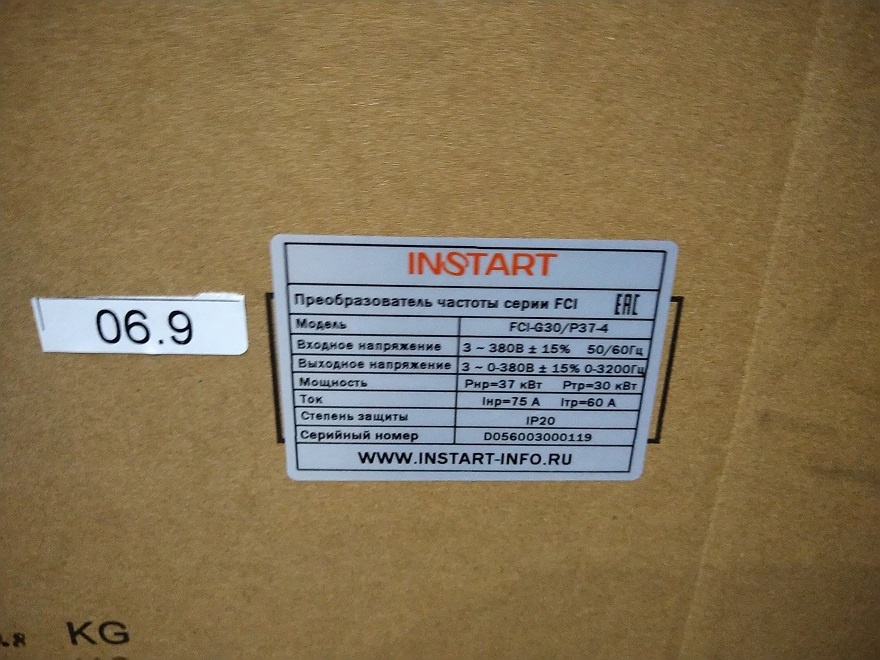 INSTART
Преобразователь частоты серии FCI EAC
Модель FCI-G30/P37-4
Входное напряжение 3 ~ 380В ± 15% 50/60Гц
Выходное напряжение 3 ~ 0-380В ± 15% 0-3200Гц
Мощность Pнр=37 кВт Pтр=30 кВт
Ток Iнр=75 А Iтр=60 А
Степень защиты IP20
Серийный номер D056003000119
WWW.INSTART-INFO.RU
06.9
KG